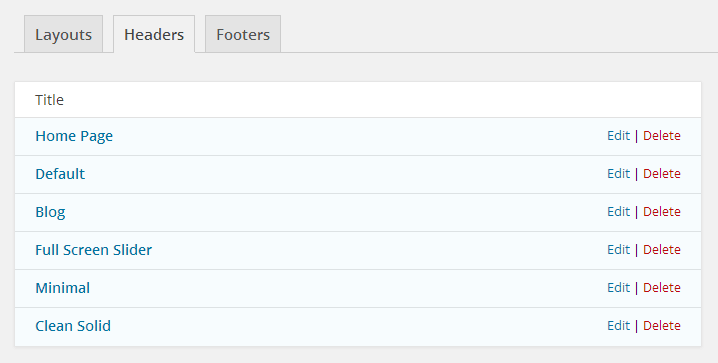 Layouts Headers Footers
Title
Home Page Edit | Delete
Default Edit | Delete
Blog Edit | Delete
Full Screen Slider Edit | Delete
Minimal Edit | Delete
Clean Solid Edit | Delete